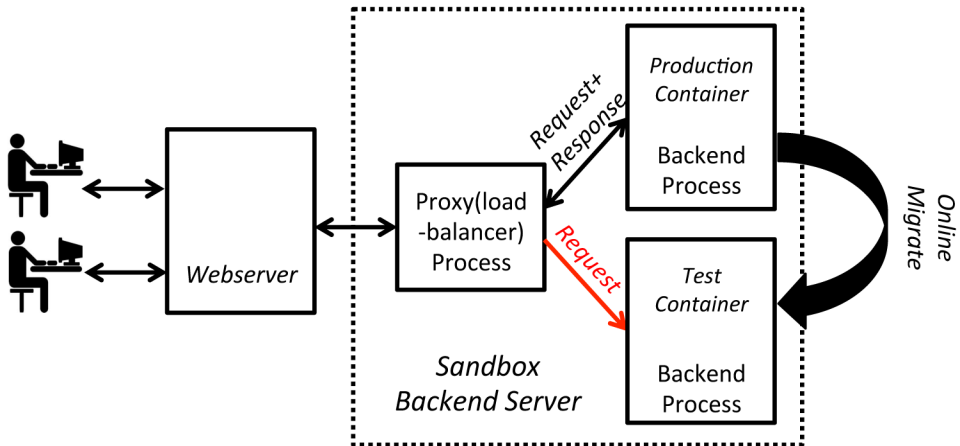 Webserver
Proxy(load
-balancer)
Process
Request+
Response
Request
Production
Container
Backend
Process
Test
Container
Backend
Process
Online
Migrate
Sandbox
Backend Server